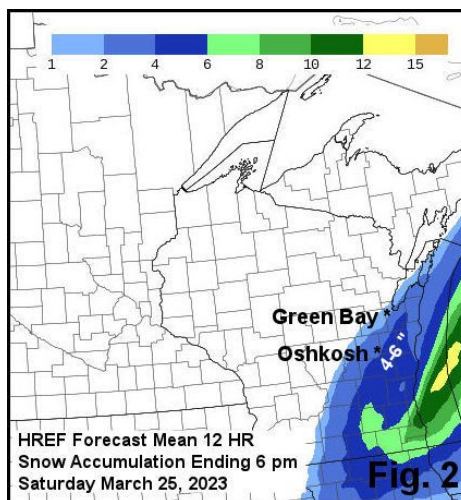 1 2 4 6 8 10 12 15
Green Bay *
Oshkosh *
4-6 "
HREF Forecast Mean 12 HR
Snow Accumulation Ending 6 pm
Saturday March 25, 2023
Fig. 2